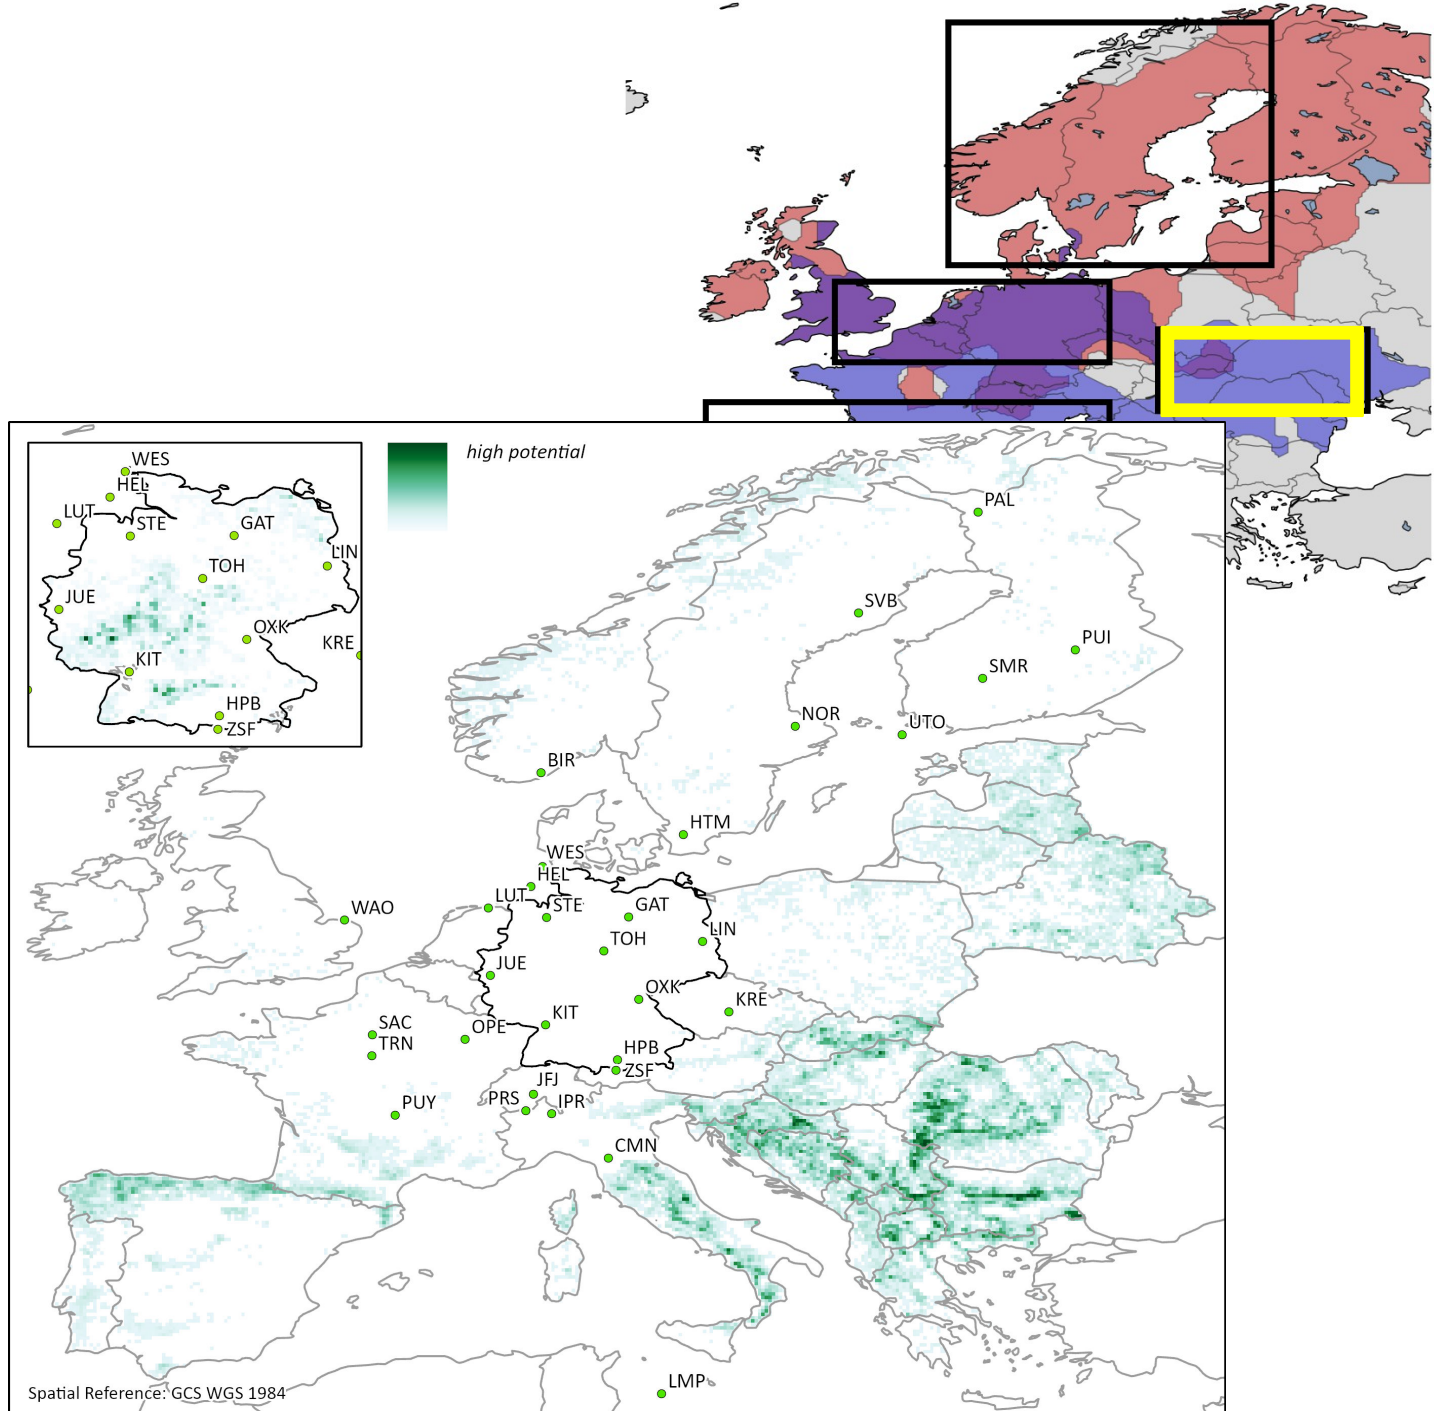 high potential
WES
HEL
LUT
STE
GAT
LIN
TOH
JUE
OXK
KRE
KIT
HPB
ZSF
PAL
SVB
PUI
SMR
NOR
UTO
BIR
HTM
WES
HEL
LUT
STE
GAT
WAO
LIN
TOH
JUE
OXK
KRE
KIT
SAC
OPE
TRN
HPB
ZSF
JFJ
PRS
IPR
PUY
CMN
LMP
Spatial Reference: GCS WGS 1984